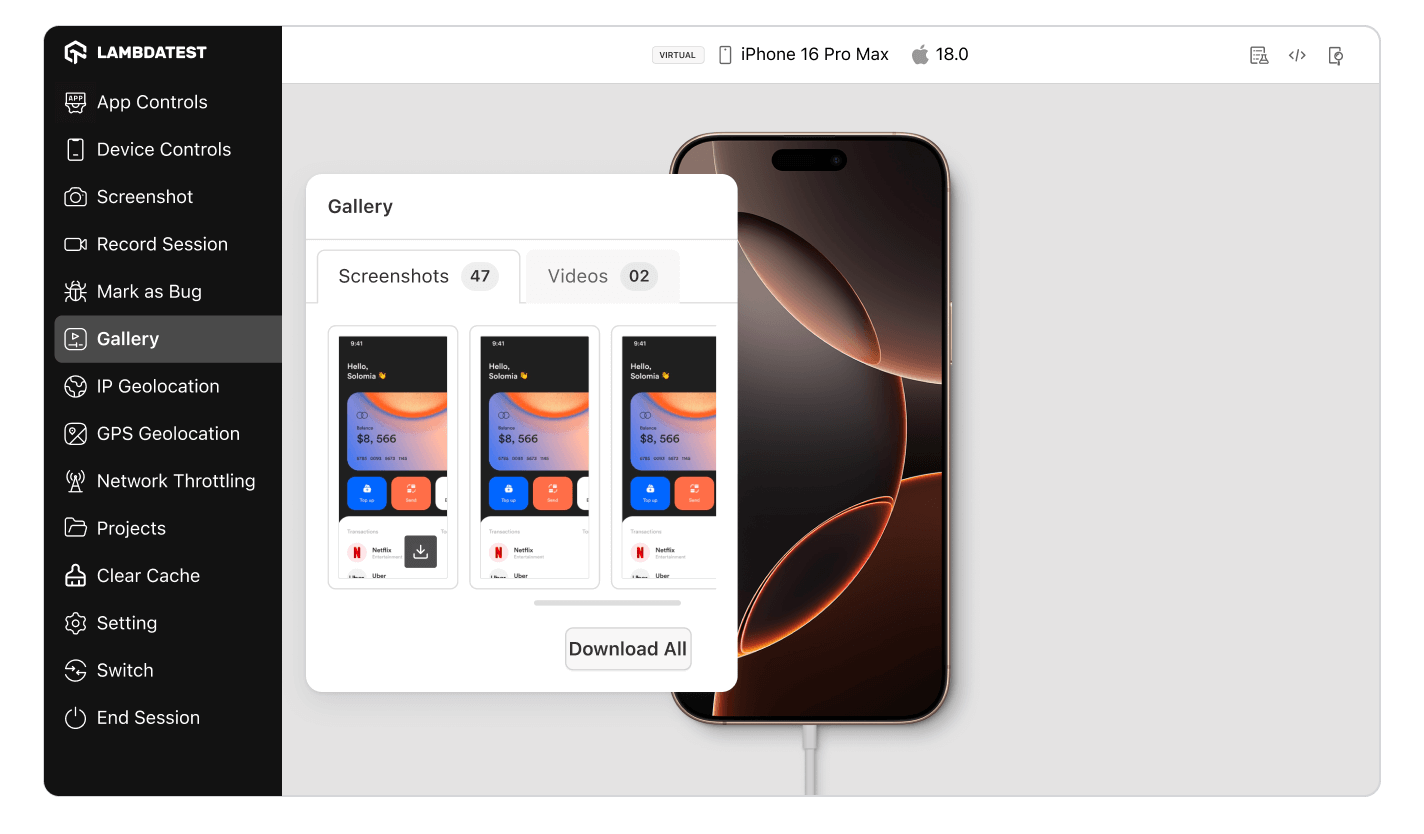 LAMBDATEST
App Controls
Device Controls
Screenshot
Record Session
Mark as Bug
Gallery
IP Geolocation
GPS Geolocation
Network Throttling
Projects
Clear Cache
Setting
Switch
End Session
VIRTUAL iPhone 16 Pro Max 18.0
Gallery
Screenshots 47 Videos 02
9:41
Hello,
Solomia 👋
Balance
$8, 566
Top up Send
Transactions To
Netflix
Entertainment
Uber
9:41
Hello,
Solomia 👋
Balance
$8, 566
Top up Send
Transactions To
Netflix
Entertainment
Uber
9:41
Hello,
Solomia 👋
Balance
$8, 566
Top up Send
Transactions
Netflix
Entertainment
Uber
Download All